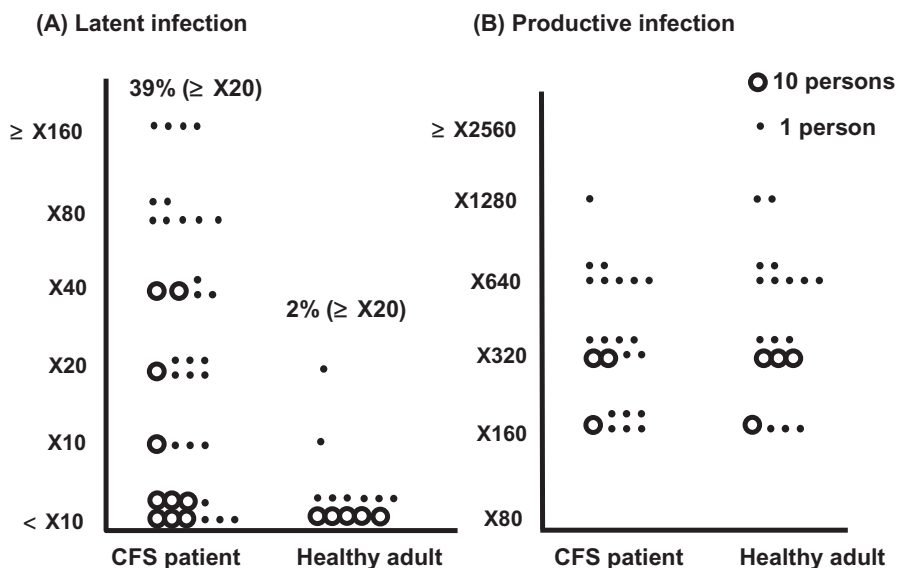 (A) Latent infection
39% (≥ X20)
≥ X160
X80
X40
X20
X10
< X10
2% (≥ X20)
CFS patient
Healthy adult
(B) Productive infection
10 persons
1 person
≥ X2560
X1280
X640
X320
X160
X80
CFS patient
Healthy adult